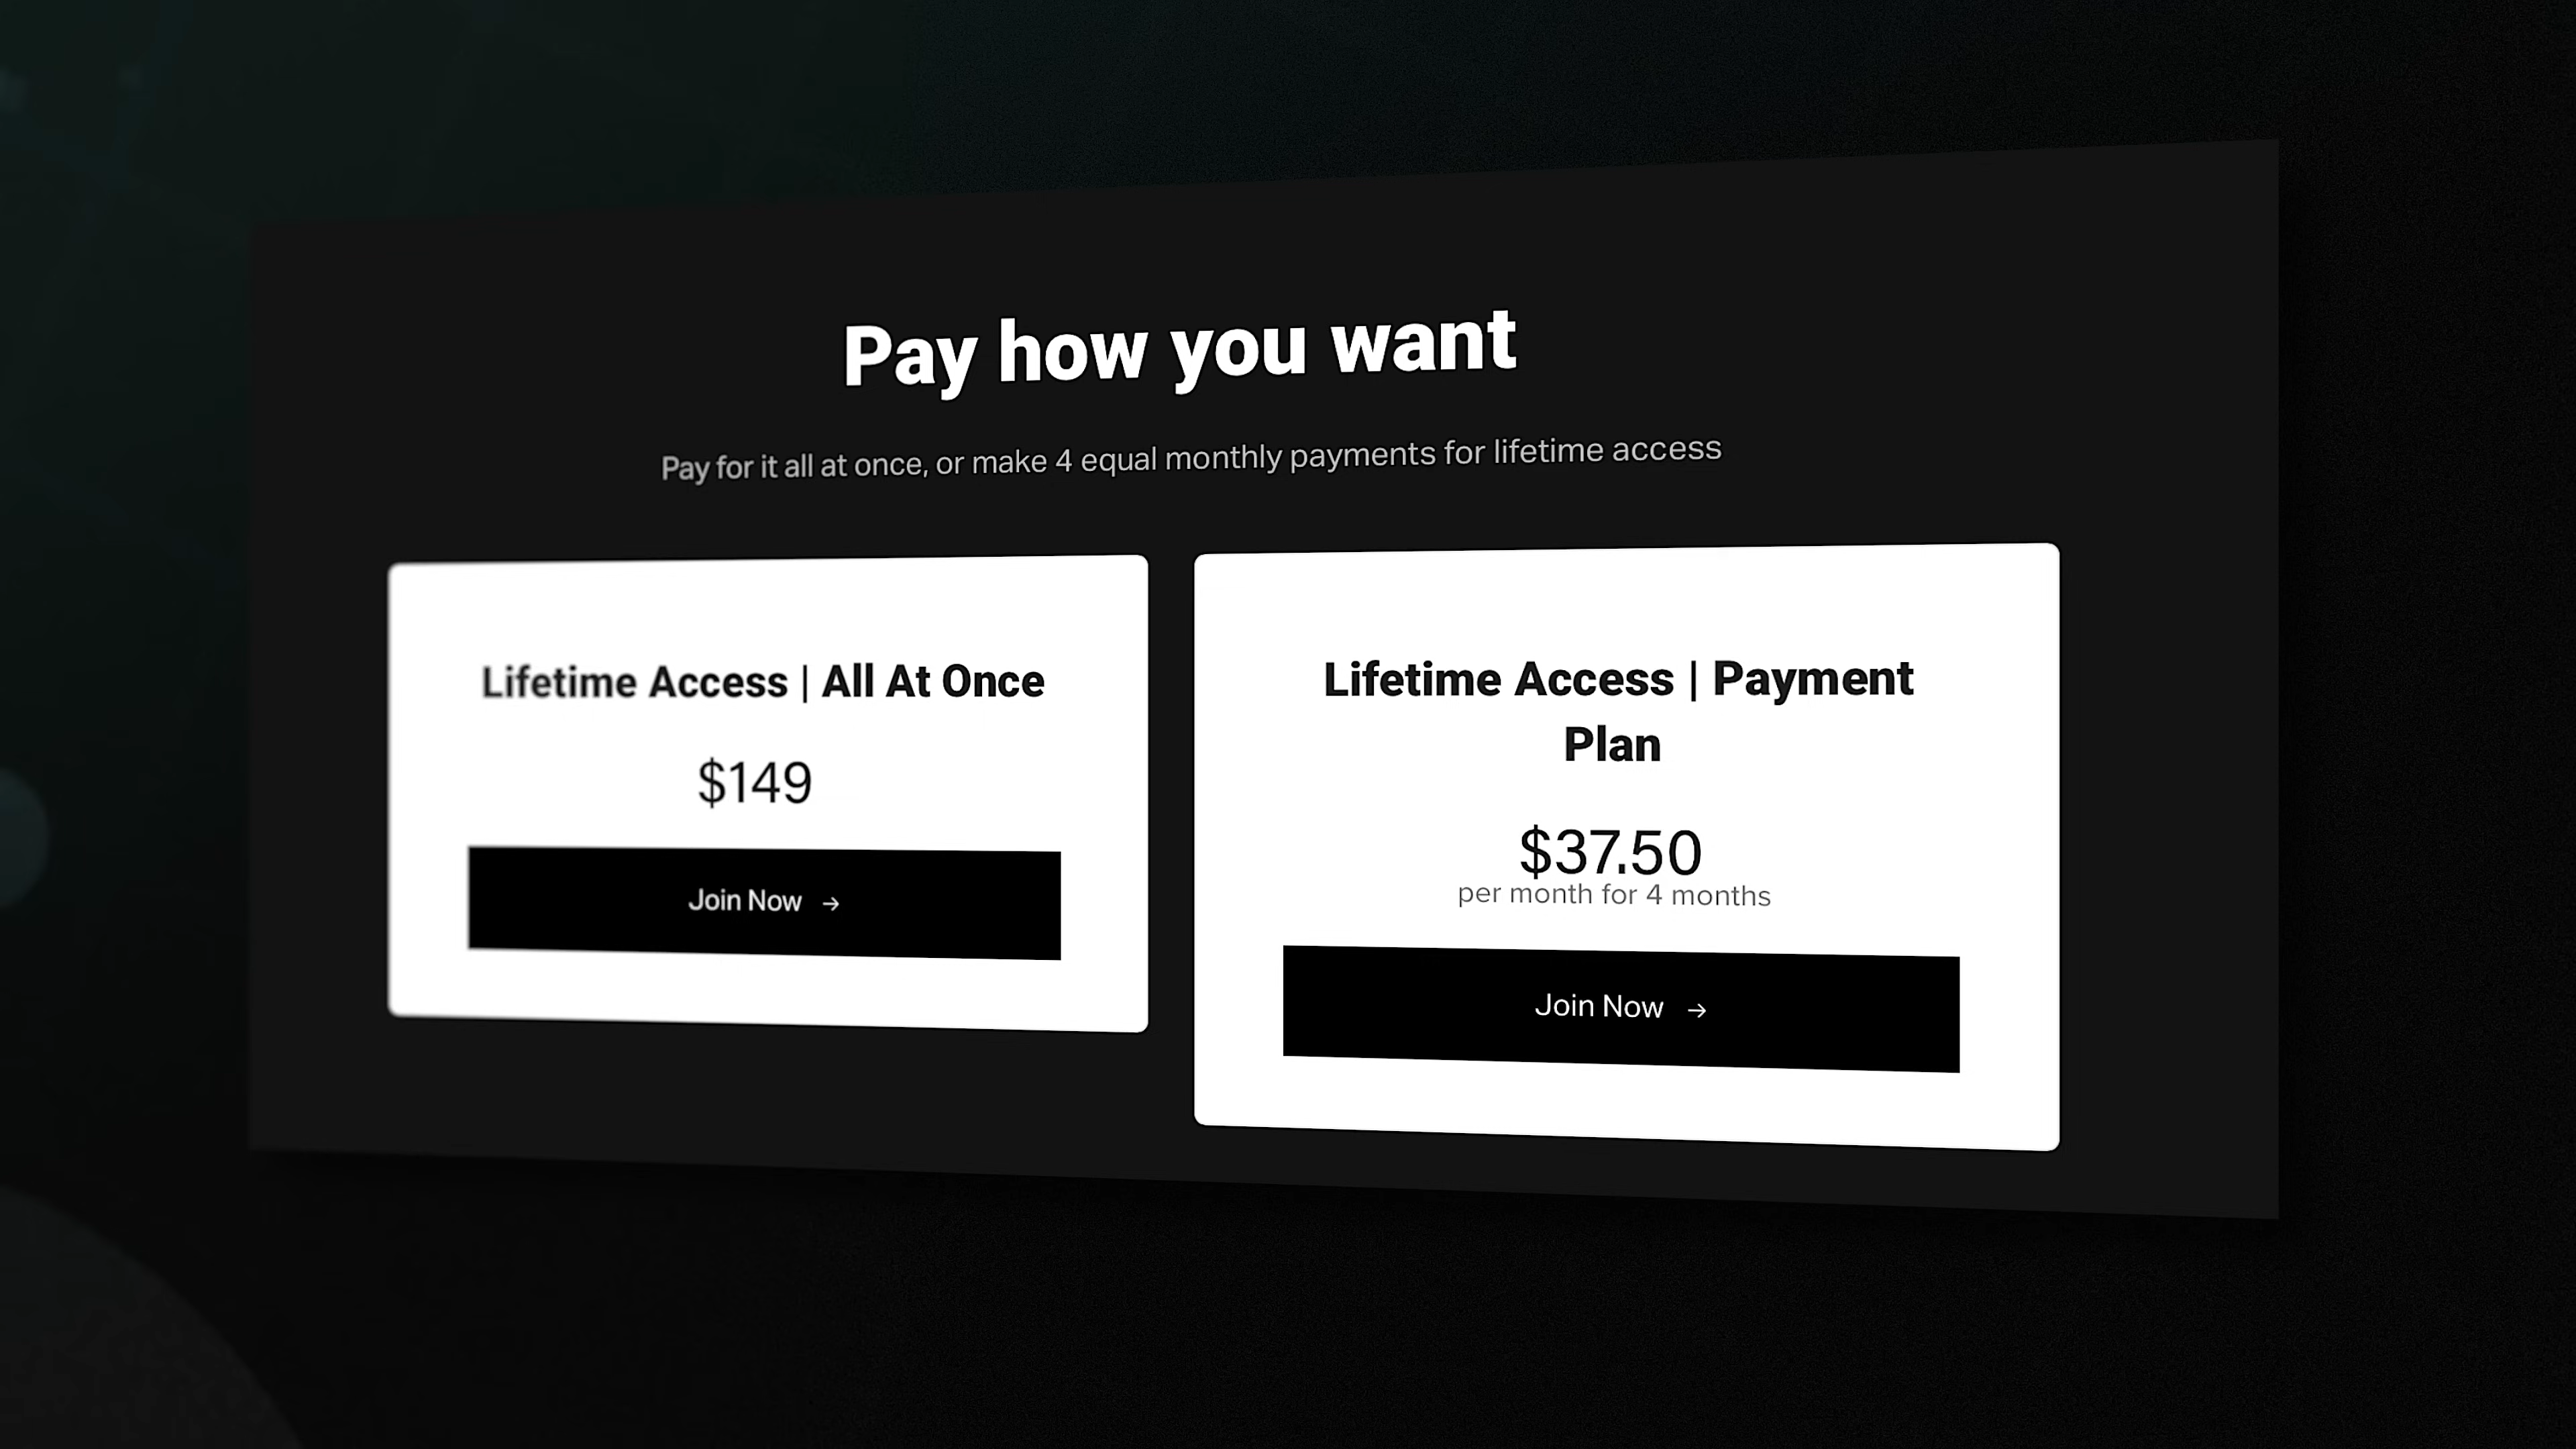 Pay how you want
Pay for it all at once, or make 4 equal monthly payments for lifetime access
Lifetime Access | All At Once
$149
Join Now →
Lifetime Access | Payment
Plan
$37.50
per month for 4 months
Join Now →